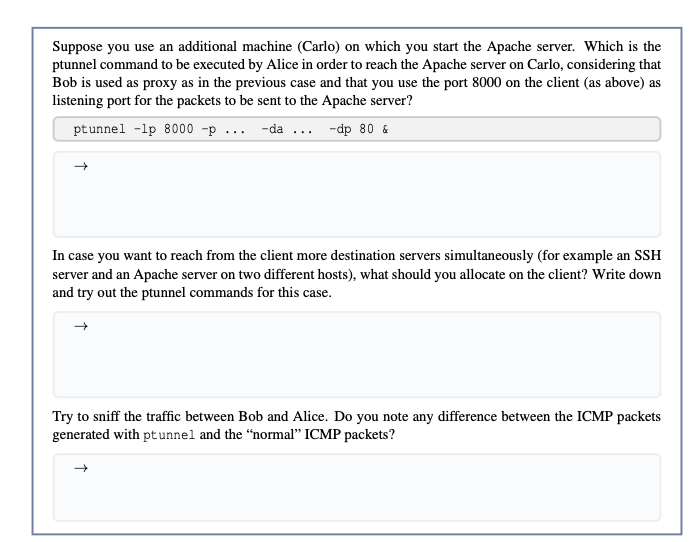 Suppose you use an additional machine (Carlo) on which you start the Apache server. Which is the
ptunnel command to be executed by Alice in order to reach the Apache server on Carlo, considering that
Bob is used as proxy as in the previous case and that you use the port 8000 on the client (as above) as
listening port for the packets to be sent to the Apache server?
ptunnel -lp 8000 -p ... -da ... -dp 80 &
→
In case you want to reach from the client more destination servers simultaneously (for example an SSH
server and an Apache server on two different hosts), what should you allocate on the client? Write down
and try out the ptunnel commands for this case.
→
Try to sniff the traffic between Bob and Alice. Do you note any difference between the ICMP packets
generated with ptunnel and the “normal” ICMP packets?
→